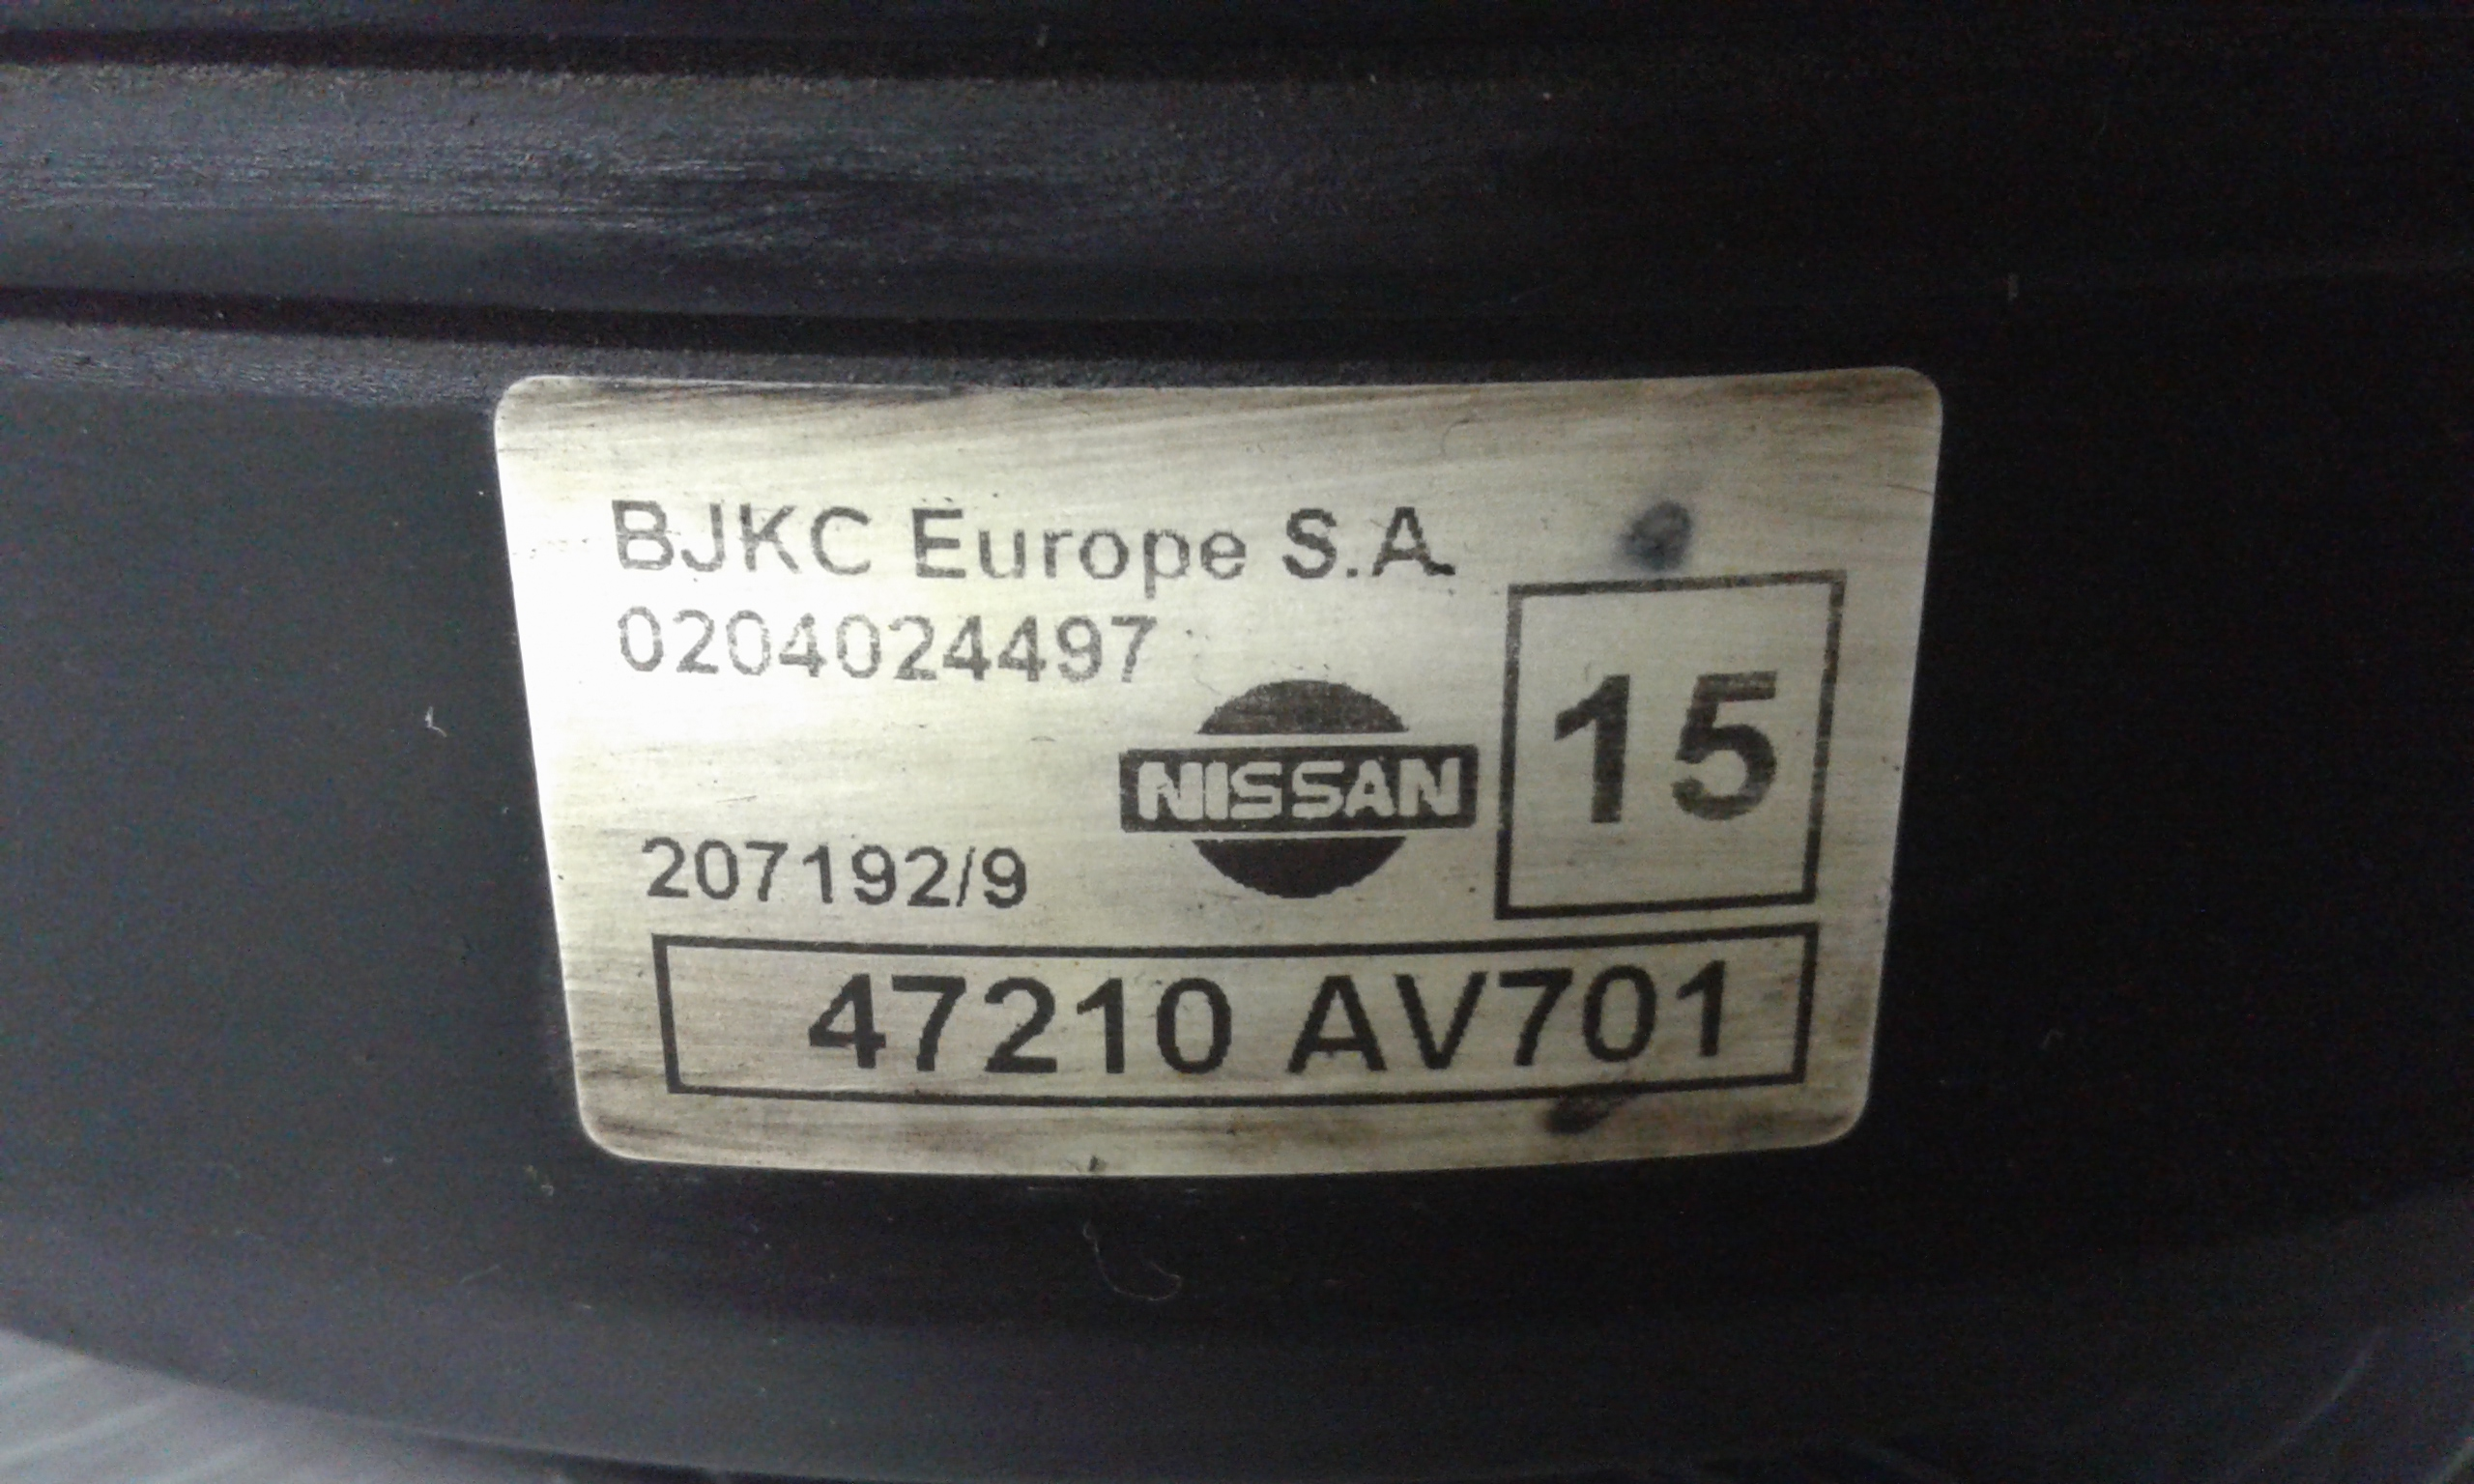 BJKC Europe S.A.
0204024497
NISSAN
15
207192/9
47210 AV701